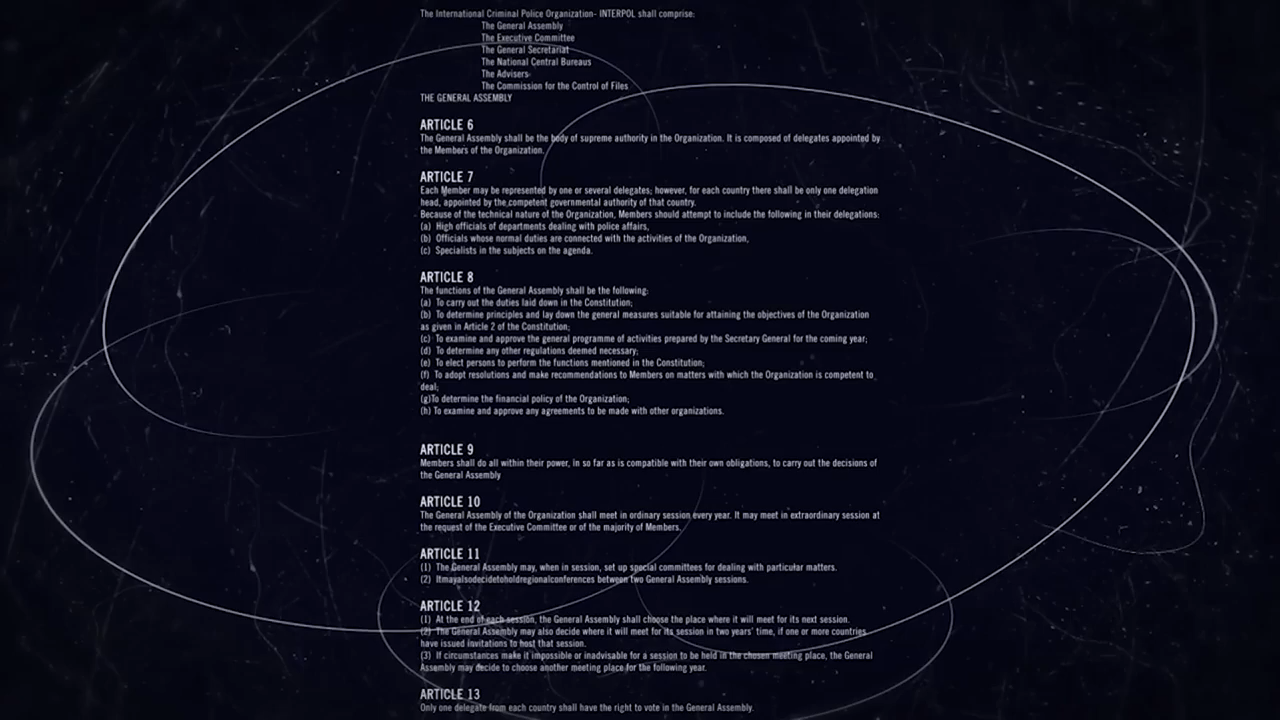 The International Criminal Police Organization- INTERPOL shall comprise:
The General Assembly
The Executive Committee
The General Secretariat
The National Central Bureaus
The Advisers
The Commission for the Control of Files
THE GENERAL ASSEMBLY
ARTICLE 6
The General Assembly shall be the body of supreme authority in the Organization. It is composed of delegates appointed by
the Members of the Organization.
ARTICLE 7
Each Member may be represented by one or several delegates; however, for each country there shall be only one delegation
head, appointed by the competent governmental authority of that country.
Because of the technical nature of the Organization, Members should attempt to include the following in their delegations:
(a) High officials of departments dealing with police affairs,
(b) Officials whose normal duties are connected with the activities of the Organization,
(c) Specialists in the subjects on the agenda.
ARTICLE 8
The functions of the General Assembly shall be the following:
(a) To carry out the duties laid down in the Constitution;
(b) To determine principles and lay down the general measures suitable for attaining the objectives of the Organization
as given in Article 2 of the Constitution;
(c) To examine and approve the general programme of activities prepared by the Secretary General for the coming year;
(d) To determine any other regulations deemed necessary;
(e) To elect persons to perform the functions mentioned in the Constitution;
(f) To adopt resolutions and make recommendations to Members on matters with which the Organization is competent to
deal;
(g)To determine the financial policy of the Organization;
(h) To examine and approve any agreements to be made with other organizations.
ARTICLE 9
Members shall do all within their power, in so far as is compatible with their own obligations, to carry out the decisions of
the General Assembly
ARTICLE 10
The General Assembly of the Organization shall meet in ordinary session every year. It may meet in extraordinary session at
the request of the Executive Committee or of the majority of Members.
ARTICLE 11
(1) The General Assembly may, when in session, set up special committees for dealing with particular matters.
(2) Itmayalsodecidetoholdregionalconferences between two General Assembly sessions.
ARTICLE 12
(1) At the end of each session, the General Assembly shall choose the place where it will meet for its next session.
(2) The General Assembly may also decide where it will meet for its session in two years' time, if one or more countries
have issued invitations to host that session.
(3) If circumstances make it impossible or inadvisable for a session to be held in the chosen meeting place, the General
Assembly may decide to choose another meeting place for the following year.
ARTICLE 13
Only one delegate from each country shall have the right to vote in the General Assembly.